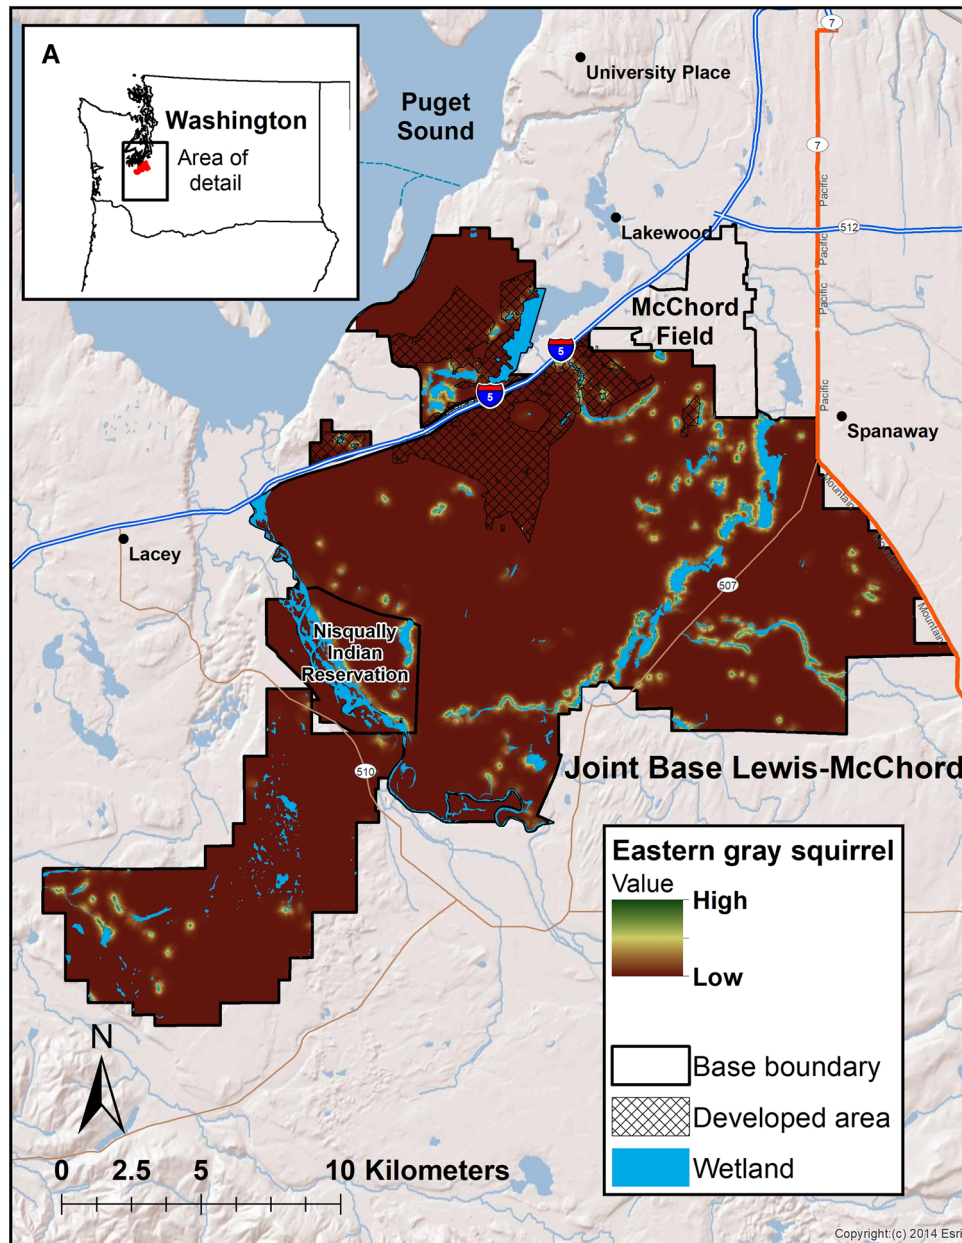 A
Washington
Area of
detail
Puget
Sound
University Place
7
7
Pacific
Lakewood
512
Pacific
Pacific
McChord
Field
5
5
Pacific
Spanaway
Mountain
Lacey
Mountain
507
Mountain
Nisqually
Indian
Reservation
510
Joint Base Lewis-McChord
Eastern gray squirrel
Value
High
Low
Base boundary
Developed area
Wetland
N
0 2.5 5 10 Kilometers
Copyright:(c) 2014 Esri